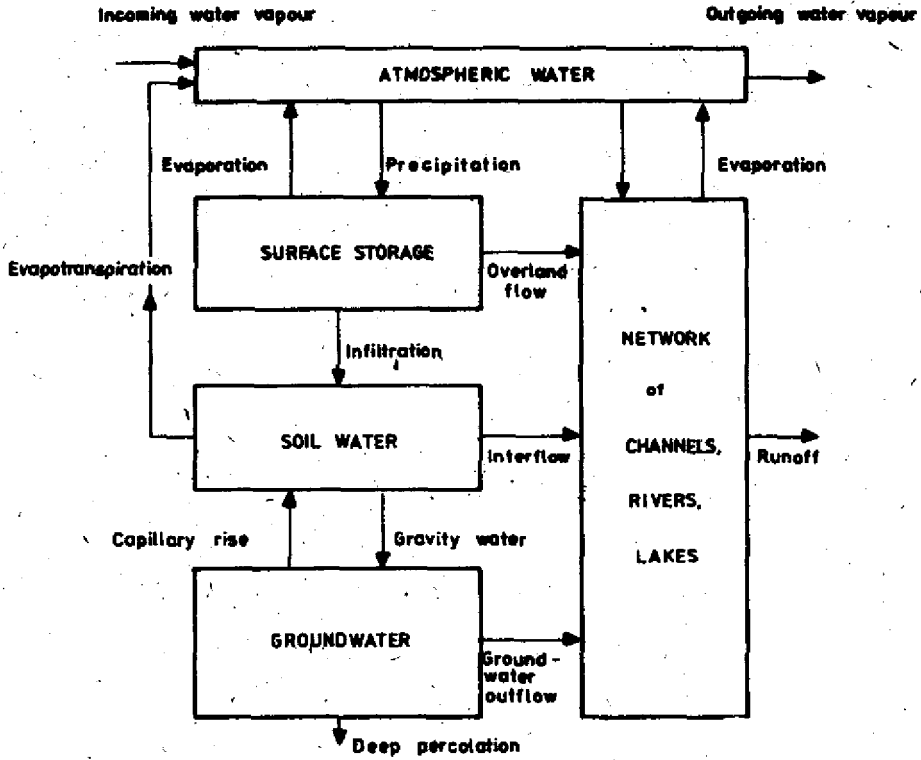 Incoming water vapour
Outgoing water vapour
ATMOSPHERIC WATER
Evaporation
Precipitation
Evaporation
SURFACE STORAGE
Evapotranspiration
Overland
flow
Infiltration
NETWORK
of
CHANNELS,
RIVERS,
LAKES
SOIL WATER
Interflow
Runoff
Capillary rise
Gravity water
GROUNDWATER
Ground-
water
outflow
Deep percolation